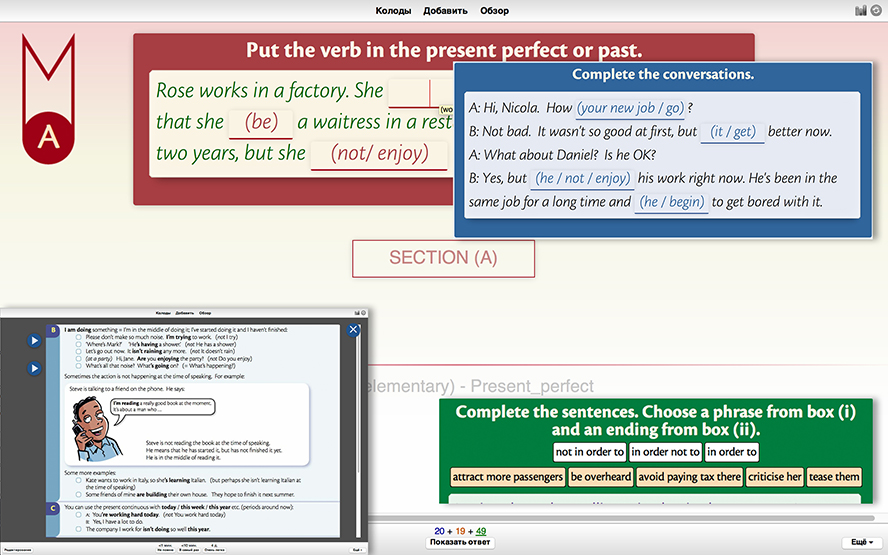 Колоды Добавить Обзор
A
Put the verb in the present perfect or past.
Rose works in a factory. She
that she (be) a waitress in a rest
two years, but she (not/ enjoy)
(wo
Complete the conversations.
A: Hi, Nicola. How (your new job / go) ?
B: Not bad. It wasn't so good at first, but (it / get) better now.
A: What about Daniel? Is he OK?
B: Yes, but (he / not / enjoy) his work right now. He's been in the
same job for a long time and (he / begin) to get bored with it.
SECTION (A)
elementary) - Present_perfect
Колоды Добавить Обзор
B I am doing something = I'm in the middle of doing it; I've started doing it and I haven't finished:
Please don't make so much noise. I'm trying to work. (not I try)
'Where's Mark?' 'He's having a shower.' (not He has a shower)
Let's go out now. It isn't raining any more. (not It doesn't rain)
(at a party) Hi, Jane. Are you enjoying the party? (not Do you enjoy)
What's all that noise? What's going on? (= What's happening?)
Sometimes the action is not happening at the time of speaking. For example:
Steve is talking to a friend on the phone. He says:
I'm reading a really good book at the moment.
It's about a man who ...
Steve is not reading the book at the time of speaking.
He means that he has started it, but has not finished it yet.
He is in the middle of reading it.
Some more examples:
Kate wants to work in Italy, so she's learning Italian. (but perhaps she isn't learning Italian at
the time of speaking)
Some friends of mine are building their own house. They hope to finish it next summer.
C You can use the present continuous with today / this week / this year etc. (periods around now):
A: You're working hard today. (not You work hard today)
B: Yes, I have a lot to do.
The company I work for isn't doing so well this year.
Complete the sentences. Choose a phrase from box (i)
and an ending from box (ii).
not in order to in order not to in order to
attract more passengers be overheard avoid paying tax there criticise her tease them
20 + 19 + 49
Показать ответ
Ещё